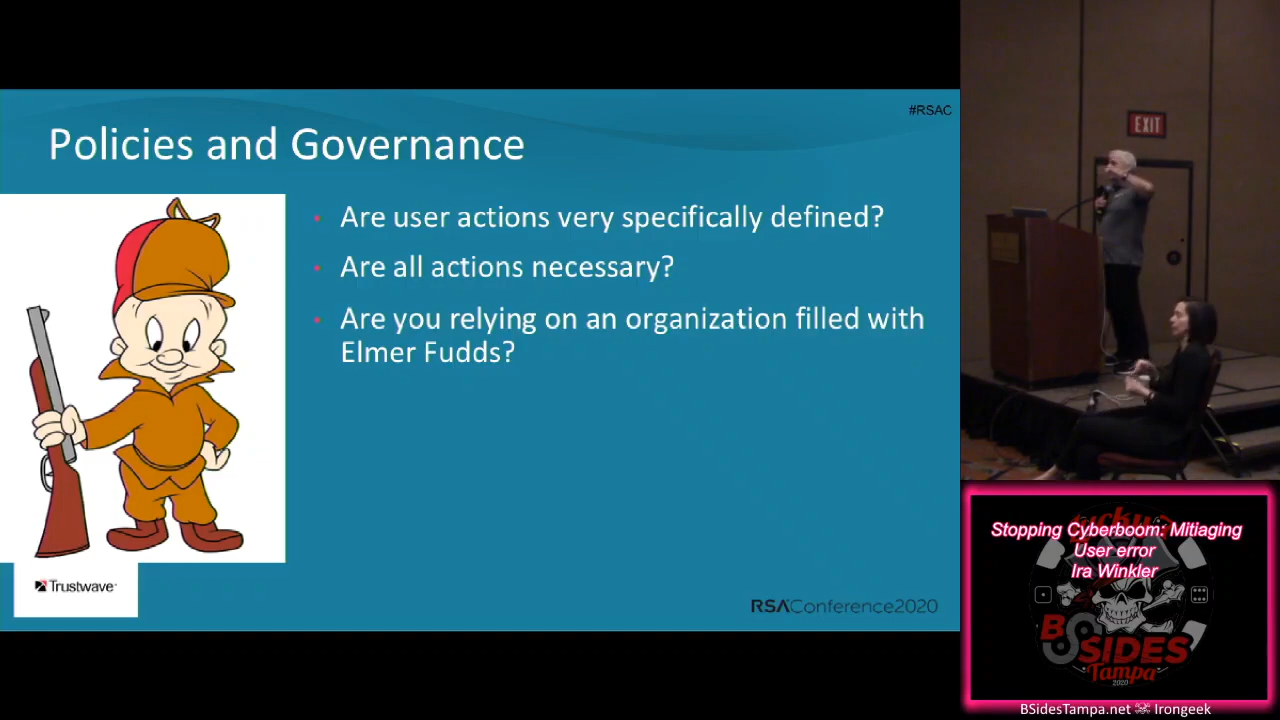 #RSAC
Policies and Governance
• Are user actions very specifically defined?
• Are all actions necessary?
• Are you relying on an organization filled with
Elmer Fudds?
Trustwave
RSAConference2020
EXIT
Stopping Cyberboom: Mitiaging
User error
Ira Winkler
B SIDES
Tampa
2020
BSidesTampa.net Irongeek